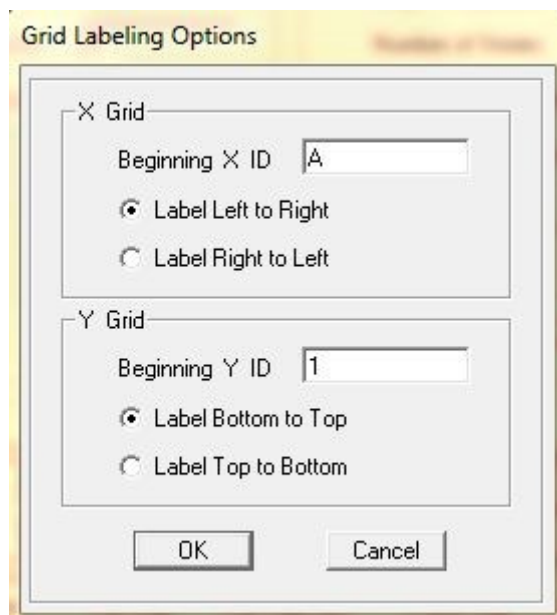 Grid Labeling Options
X Grid
Beginning X ID A
Label Left to Right
Label Right to Left
Y Grid
Beginning Y ID 1
Label Bottom to Top
Label Top to Bottom
OK Cancel